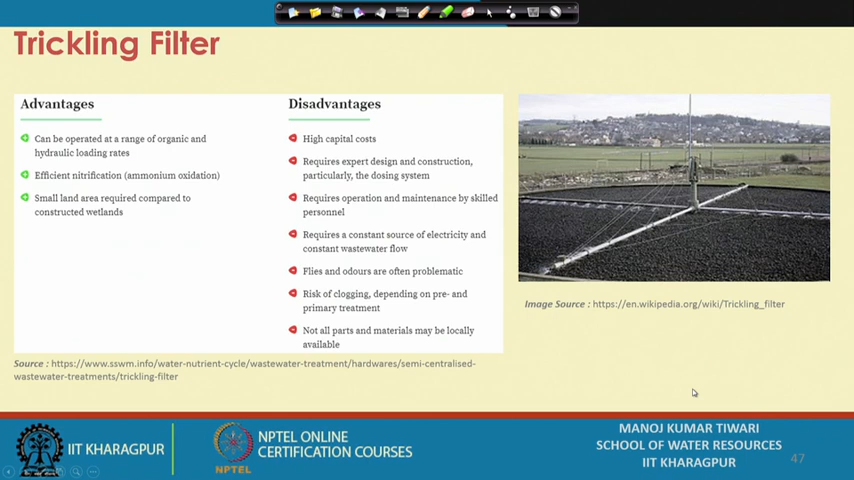 Trickling Filter
Advantages
Can be operated at a range of organic and
hydraulic loading rates
Efficient nitrification (ammonium oxidation)
Small land area required compared to
constructed wetlands
Disadvantages
High capital costs
Requires expert design and construction,
particularly, the dosing system
Requires operation and maintenance by skilled
personnel
Requires a constant source of electricity and
constant wastewater flow
Flies and odours are often problematic
Risk of clogging, depending on pre- and
primary treatment
Not all parts and materials may be locally
available
Source : https://www.sswm.info/water-nutrient-cycle/wastewater-treatment/hardwares/semi-centralised-
wastewater-treatments/trickling-filter
Image Source : https://en.wikipedia.org/wiki/Trickling_filter
IIT KHARAGPUR
NPTEL
NPTEL ONLINE
CERTIFICATION COURSES
MANOJ KUMAR TIWARI
SCHOOL OF WATER RESOURCES
IIT KHARAGPUR
47